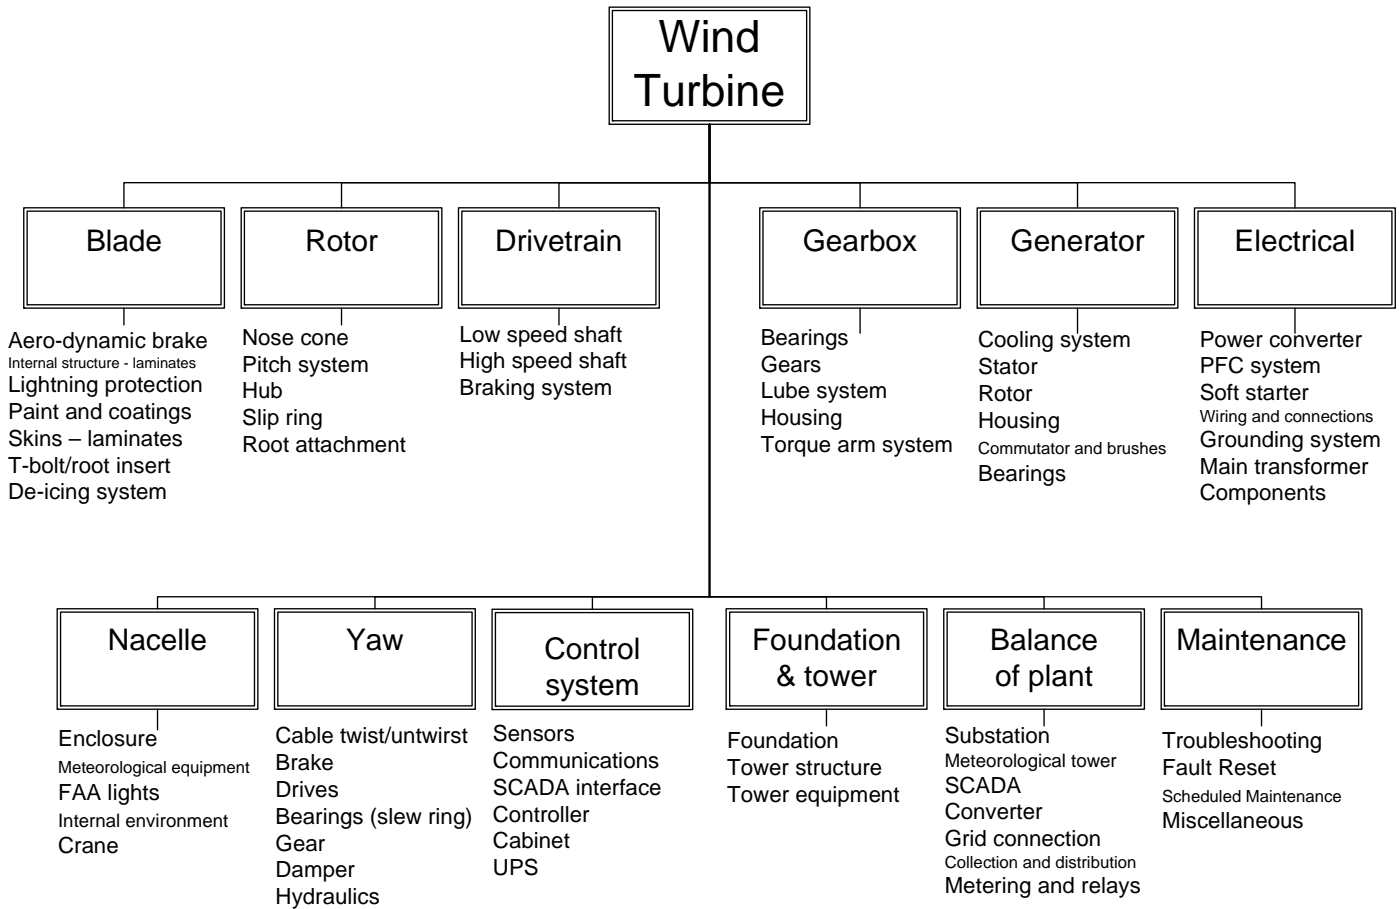 Wind
Turbine
Blade
Rotor
Drivetrain
Gearbox
Generator
Electrical
Aero-dynamic brake
Internal structure - laminates
Lightning protection
Paint and coatings
Skins – laminates
T-bolt/root insert
De-icing system
Nose cone
Pitch system
Hub
Slip ring
Root attachment
Low speed shaft
High speed shaft
Braking system
Bearings
Gears
Lube system
Housing
Torque arm system
Cooling system
Stator
Rotor
Housing
Commutator and brushes
Bearings
Power converter
PFC system
Soft starter
Wiring and connections
Grounding system
Main transformer
Components
Nacelle
Yaw
Control
system
Foundation
& tower
Balance
of plant
Maintenance
Enclosure
Meteorological equipment
FAA lights
Internal environment
Crane
Cable twist/untwirst
Brake
Drives
Bearings (slew ring)
Gear
Damper
Hydraulics
Sensors
Communications
SCADA interface
Controller
Cabinet
UPS
Foundation
Tower structure
Tower equipment
Substation
Meteorological tower
SCADA
Converter
Grid connection
Collection and distribution
Metering and relays
Troubleshooting
Fault Reset
Scheduled Maintenance
Miscellaneous